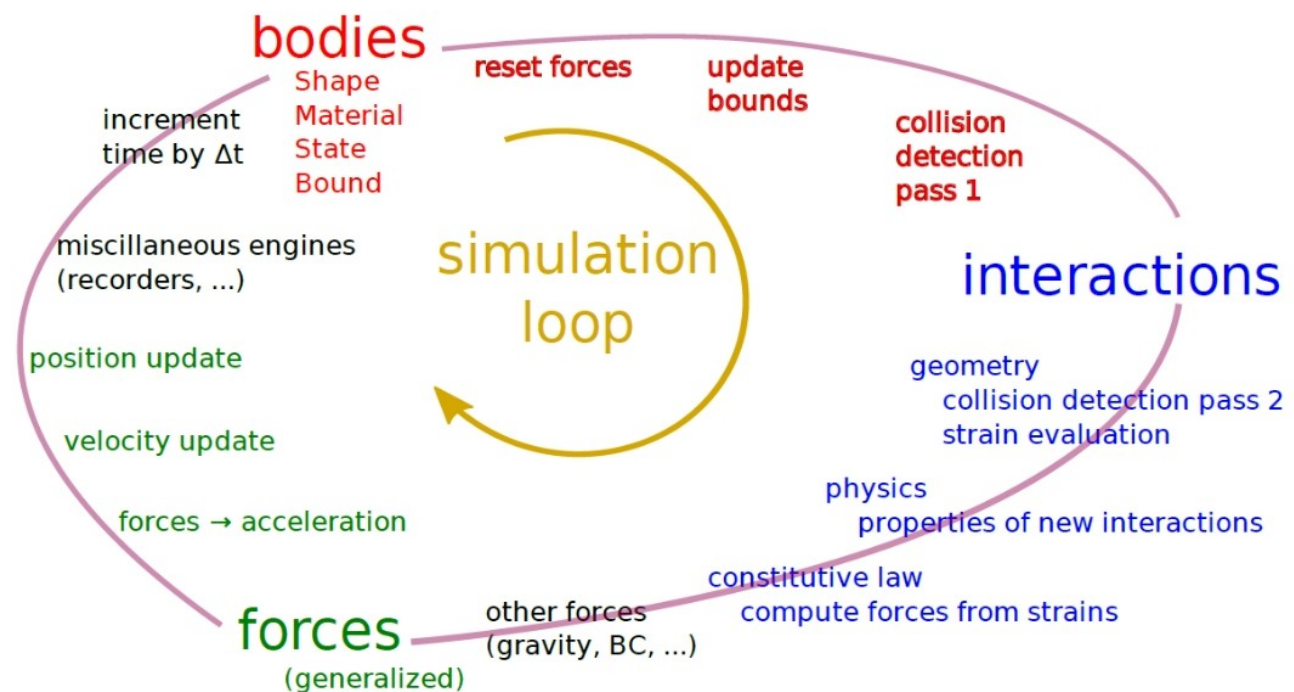 bodies
Shape
Material
State
Bound
reset forces
update
bounds
collision
detection
pass 1
interactions
geometry
collision detection pass 2
strain evaluation
physics
properties of new interactions
constitutive law
compute forces from strains
other forces
(gravity, BC, ...)
forces
(generalized)
forces → acceleration
velocity update
position update
miscillaneous engines
(recorders, ...)
increment
time by Δt
simulation
loop